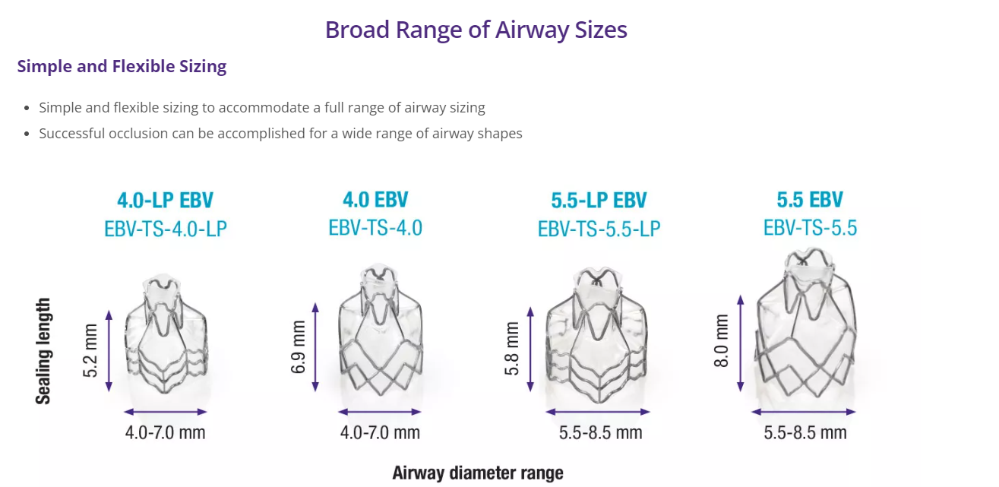 Broad Range of Airway Sizes
Simple and Flexible Sizing
Simple and flexible sizing to accommodate a full range of airway sizing
Successful occlusion can be accomplished for a wide range of airway shapes
4.0-LP EBV
EBV-TS-4.0-LP
4.0 EBV
EBV-TS-4.0
5.5-LP EBV
EBV-TS-5.5-LP
5.5 EBV
EBV-TS-5.5
Sealing length
5.2 mm
6.9 mm
5.8 mm
8.0 mm
4.0-7.0 mm
4.0-7.0 mm
5.5-8.5 mm
5.5-8.5 mm
Airway diameter range